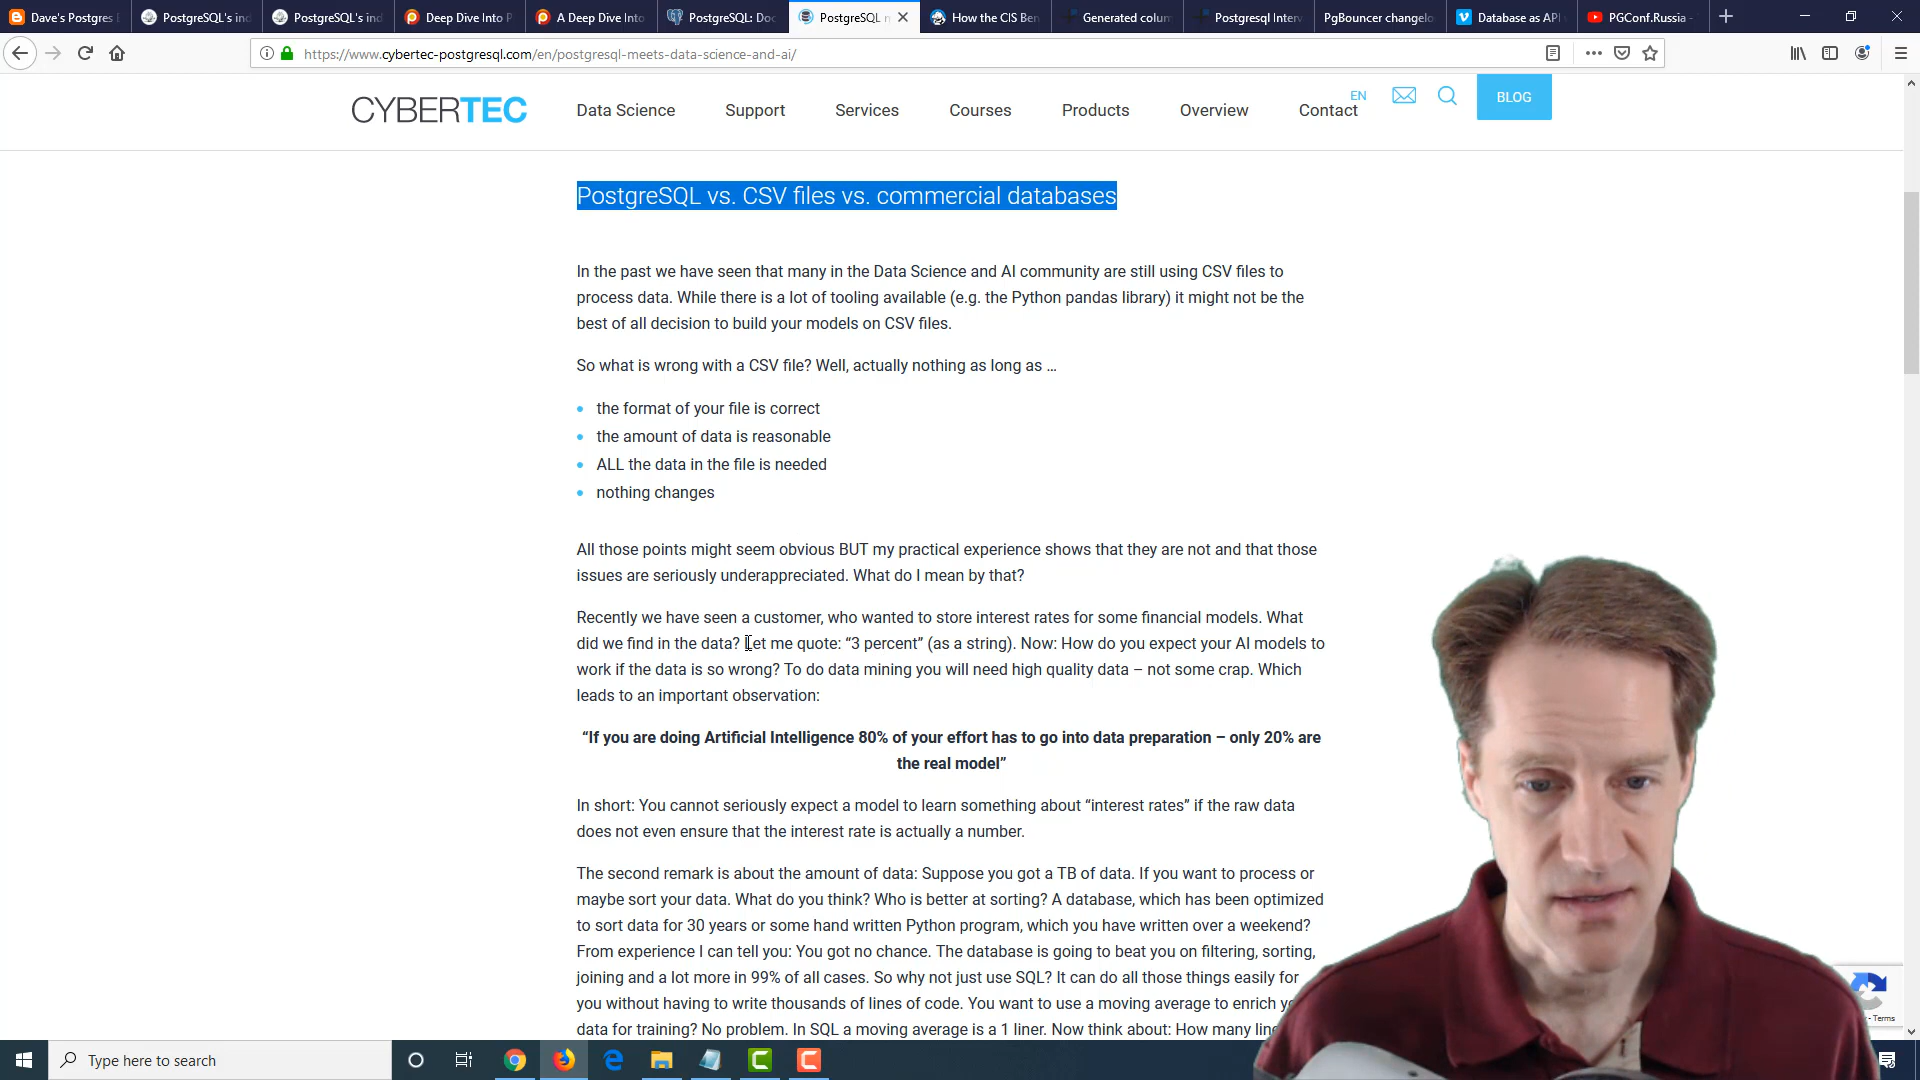 Dave's Postgres
PostgreSQL's ind
PostgreSQL's ind
Deep Dive Into P
A Deep Dive Into
PostgreSQL: Doc
PostgreSQL m
How the CIS Ben
Generated colum
Postgresql Interv
PgBouncer changelo
Database as API
PGConf.Russia -
https://www.cybertec-postgresql.com/en/postgresql-meets-data-science-and-ai/
CYBERTEC
Data Science
Support
Services
Courses
Products
Overview
Contact
EN
BLOG
PostgreSQL vs. CSV files vs. commercial databases
In the past we have seen that many in the Data Science and AI community are still using CSV files to
process data. While there is a lot of tooling available (e.g. the Python pandas library) it might not be the
best of all decision to build your models on CSV files.
So what is wrong with a CSV file? Well, actually nothing as long as …
the format of your file is correct
the amount of data is reasonable
ALL the data in the file is needed
nothing changes
All those points might seem obvious BUT my practical experience shows that they are not and that those
issues are seriously underappreciated. What do I mean by that?
Recently we have seen a customer, who wanted to store interest rates for some financial models. What
did we find in the data? Let me quote: “3 percent” (as a string). Now: How do you expect your AI models to
work if the data is so wrong? To do data mining you will need high quality data – not some crap. Which
leads to an important observation:
“If you are doing Artificial Intelligence 80% of your effort has to go into data preparation – only 20% are
the real model”
In short: You cannot seriously expect a model to learn something about “interest rates” if the raw data
does not even ensure that the interest rate is actually a number.
The second remark is about the amount of data: Suppose you got a TB of data. If you want to process or
maybe sort your data. What do you think? Who is better at sorting? A database, which has been optimized
to sort data for 30 years or some hand written Python program, which you have written over a weekend?
From experience I can tell you: You got no chance. The database is going to beat you on filtering, sorting,
joining and a lot more in 99% of all cases. So why not just use SQL? It can do all those things easily for
you without having to write thousands of lines of code. You want to use a moving average to enrich
data for training? No problem. In SQL a moving average is a 1 liner. Now think about: How many
- Terms
Type here to search